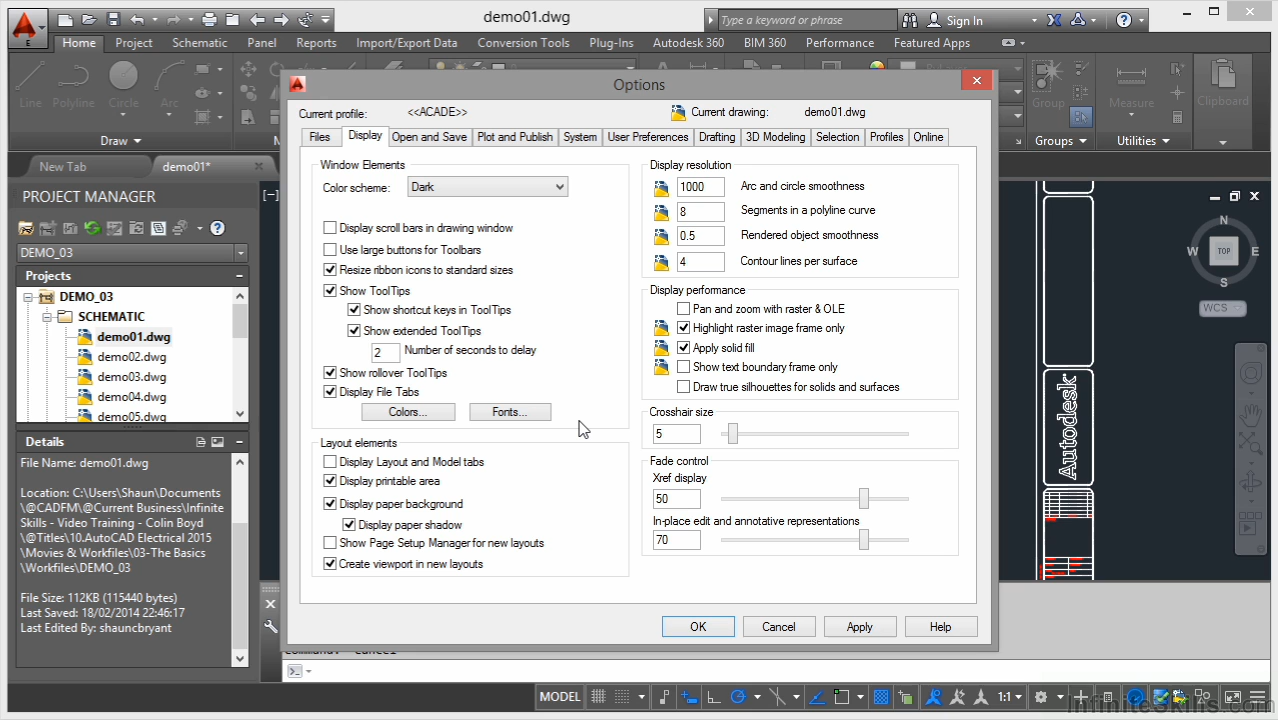 demo01.dwg
Type a keyword or phrase
Sign In
E
Home Project Schematic Panel Reports Import/Export Data Conversion Tools Plug-Ins Autodesk 360 BIM 360 Performance Featured Apps
Line Polyline Circle Arc
Group Measure Clipboard
Draw
Groups Utilities
New Tab demo01*
PROJECT MANAGER
DEMO_03
Projects
DEMO_03
SCHEMATIC
demo01.dwg
demo02.dwg
demo03.dwg
demo04.dwg
demo05.dwg
Details
File Name: demo01.dwg
Location: C:\Users\Shaun\Documents
\@CADFM\@Current Business\Infinite
Skills - Video Training - Colin Boyd
\@Titles\10.AutoCAD Electrical 2015
\Movies & Workfiles\03-The Basics
\Workfiles\DEMO_03
File Size: 112KB (115440 bytes)
Last Saved: 18/02/2014 22:46:17
Last Edited By: shauncbryant
Options
Current profile: <<ACADE>> Current drawing: demo01.dwg
Files Display Open and Save Plot and Publish System User Preferences Drafting 3D Modeling Selection Profiles Online
Window Elements
Color scheme: Dark
Display scroll bars in drawing window
Use large buttons for Toolbars
Resize ribbon icons to standard sizes
Show ToolTips
Show shortcut keys in ToolTips
Show extended ToolTips
2 Number of seconds to delay
Show rollover ToolTips
Display File Tabs
Colors... Fonts...
Layout elements
Display Layout and Model tabs
Display printable area
Display paper background
Display paper shadow
Show Page Setup Manager for new layouts
Create viewport in new layouts
Display resolution
1000 Arc and circle smoothness
8 Segments in a polyline curve
0.5 Rendered object smoothness
4 Contour lines per surface
Display performance
Pan and zoom with raster & OLE
Highlight raster image frame only
Apply solid fill
Show text boundary frame only
Draw true silhouettes for solids and surfaces
Crosshair size
5
Fade control
Xref display
50
In-place edit and annotative representations
70
OK Cancel Apply Help
[−]
N
W TOP E
S
WCS
Autodesk
MODEL 1:1
InfiniteSkills.com